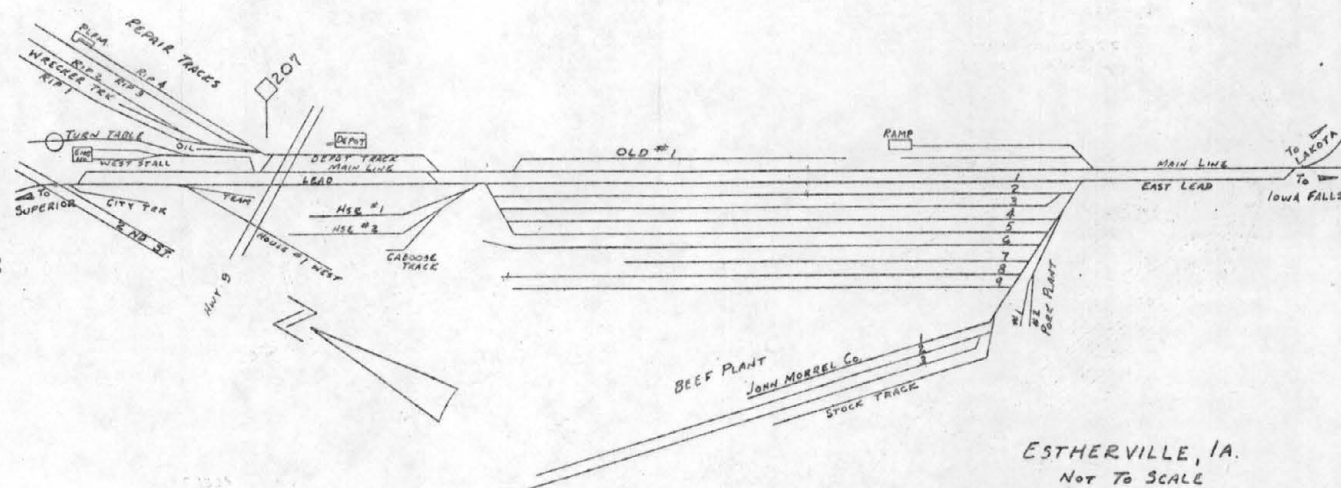 REPAIR TRACKS
PLFM
RIP 4
RIP 2 RIP 3
WRECKER TRK
RIP 1
207
TURN TABLE
OIL
WEST STALL
DEPOT
DEPOT TRACK
MAIN LINE
LEAD
TO
SUPERIOR
CITY TRK
2 ND ST.
TEAM
HOUSE #1 WEST
HWY 9
HSE #1
HSE #2
CABOOSE
TRACK
OLD #1
RAMP
MAIN LINE
EAST LEAD
TO
LAKOTA
TO
IOWA FALLS
1
2
3
4
5
6
7
8
9
#1
#2
PORK PLANT
BEEF PLANT
JOHN MORREL CO.
1
2
3
STOCK TRACK
ESTHERVILLE, IA.
NOT TO SCALE